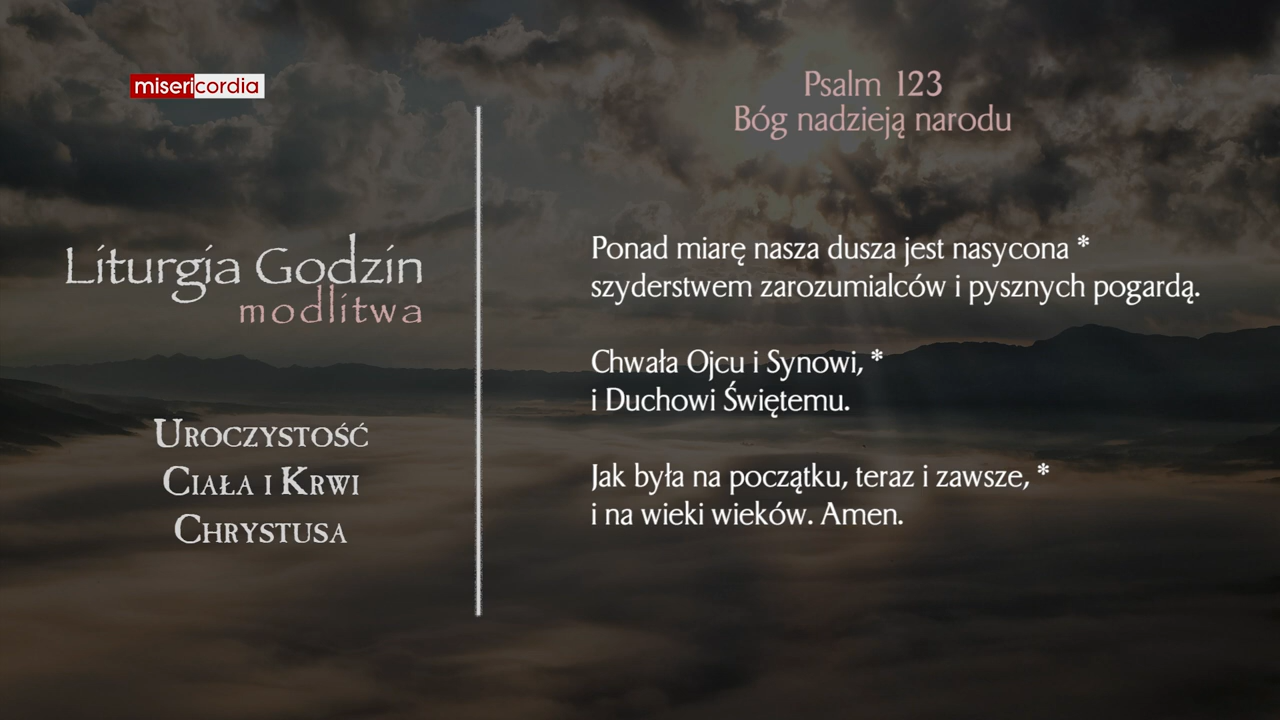 misericordia
Liturgia Godzin
modlitwa
Uroczystość
Ciała i Krwi
Chrystusa
Psalm 123
Bóg nadzieją narodu
Ponad miarę nasza dusza jest nasycona *
szyderstwem zarozumialców i pysznych pogardą.
Chwała Ojcu i Synowi, *
i Duchowi Świętemu.
Jak była na początku, teraz i zawsze, *
i na wieki wieków. Amen.